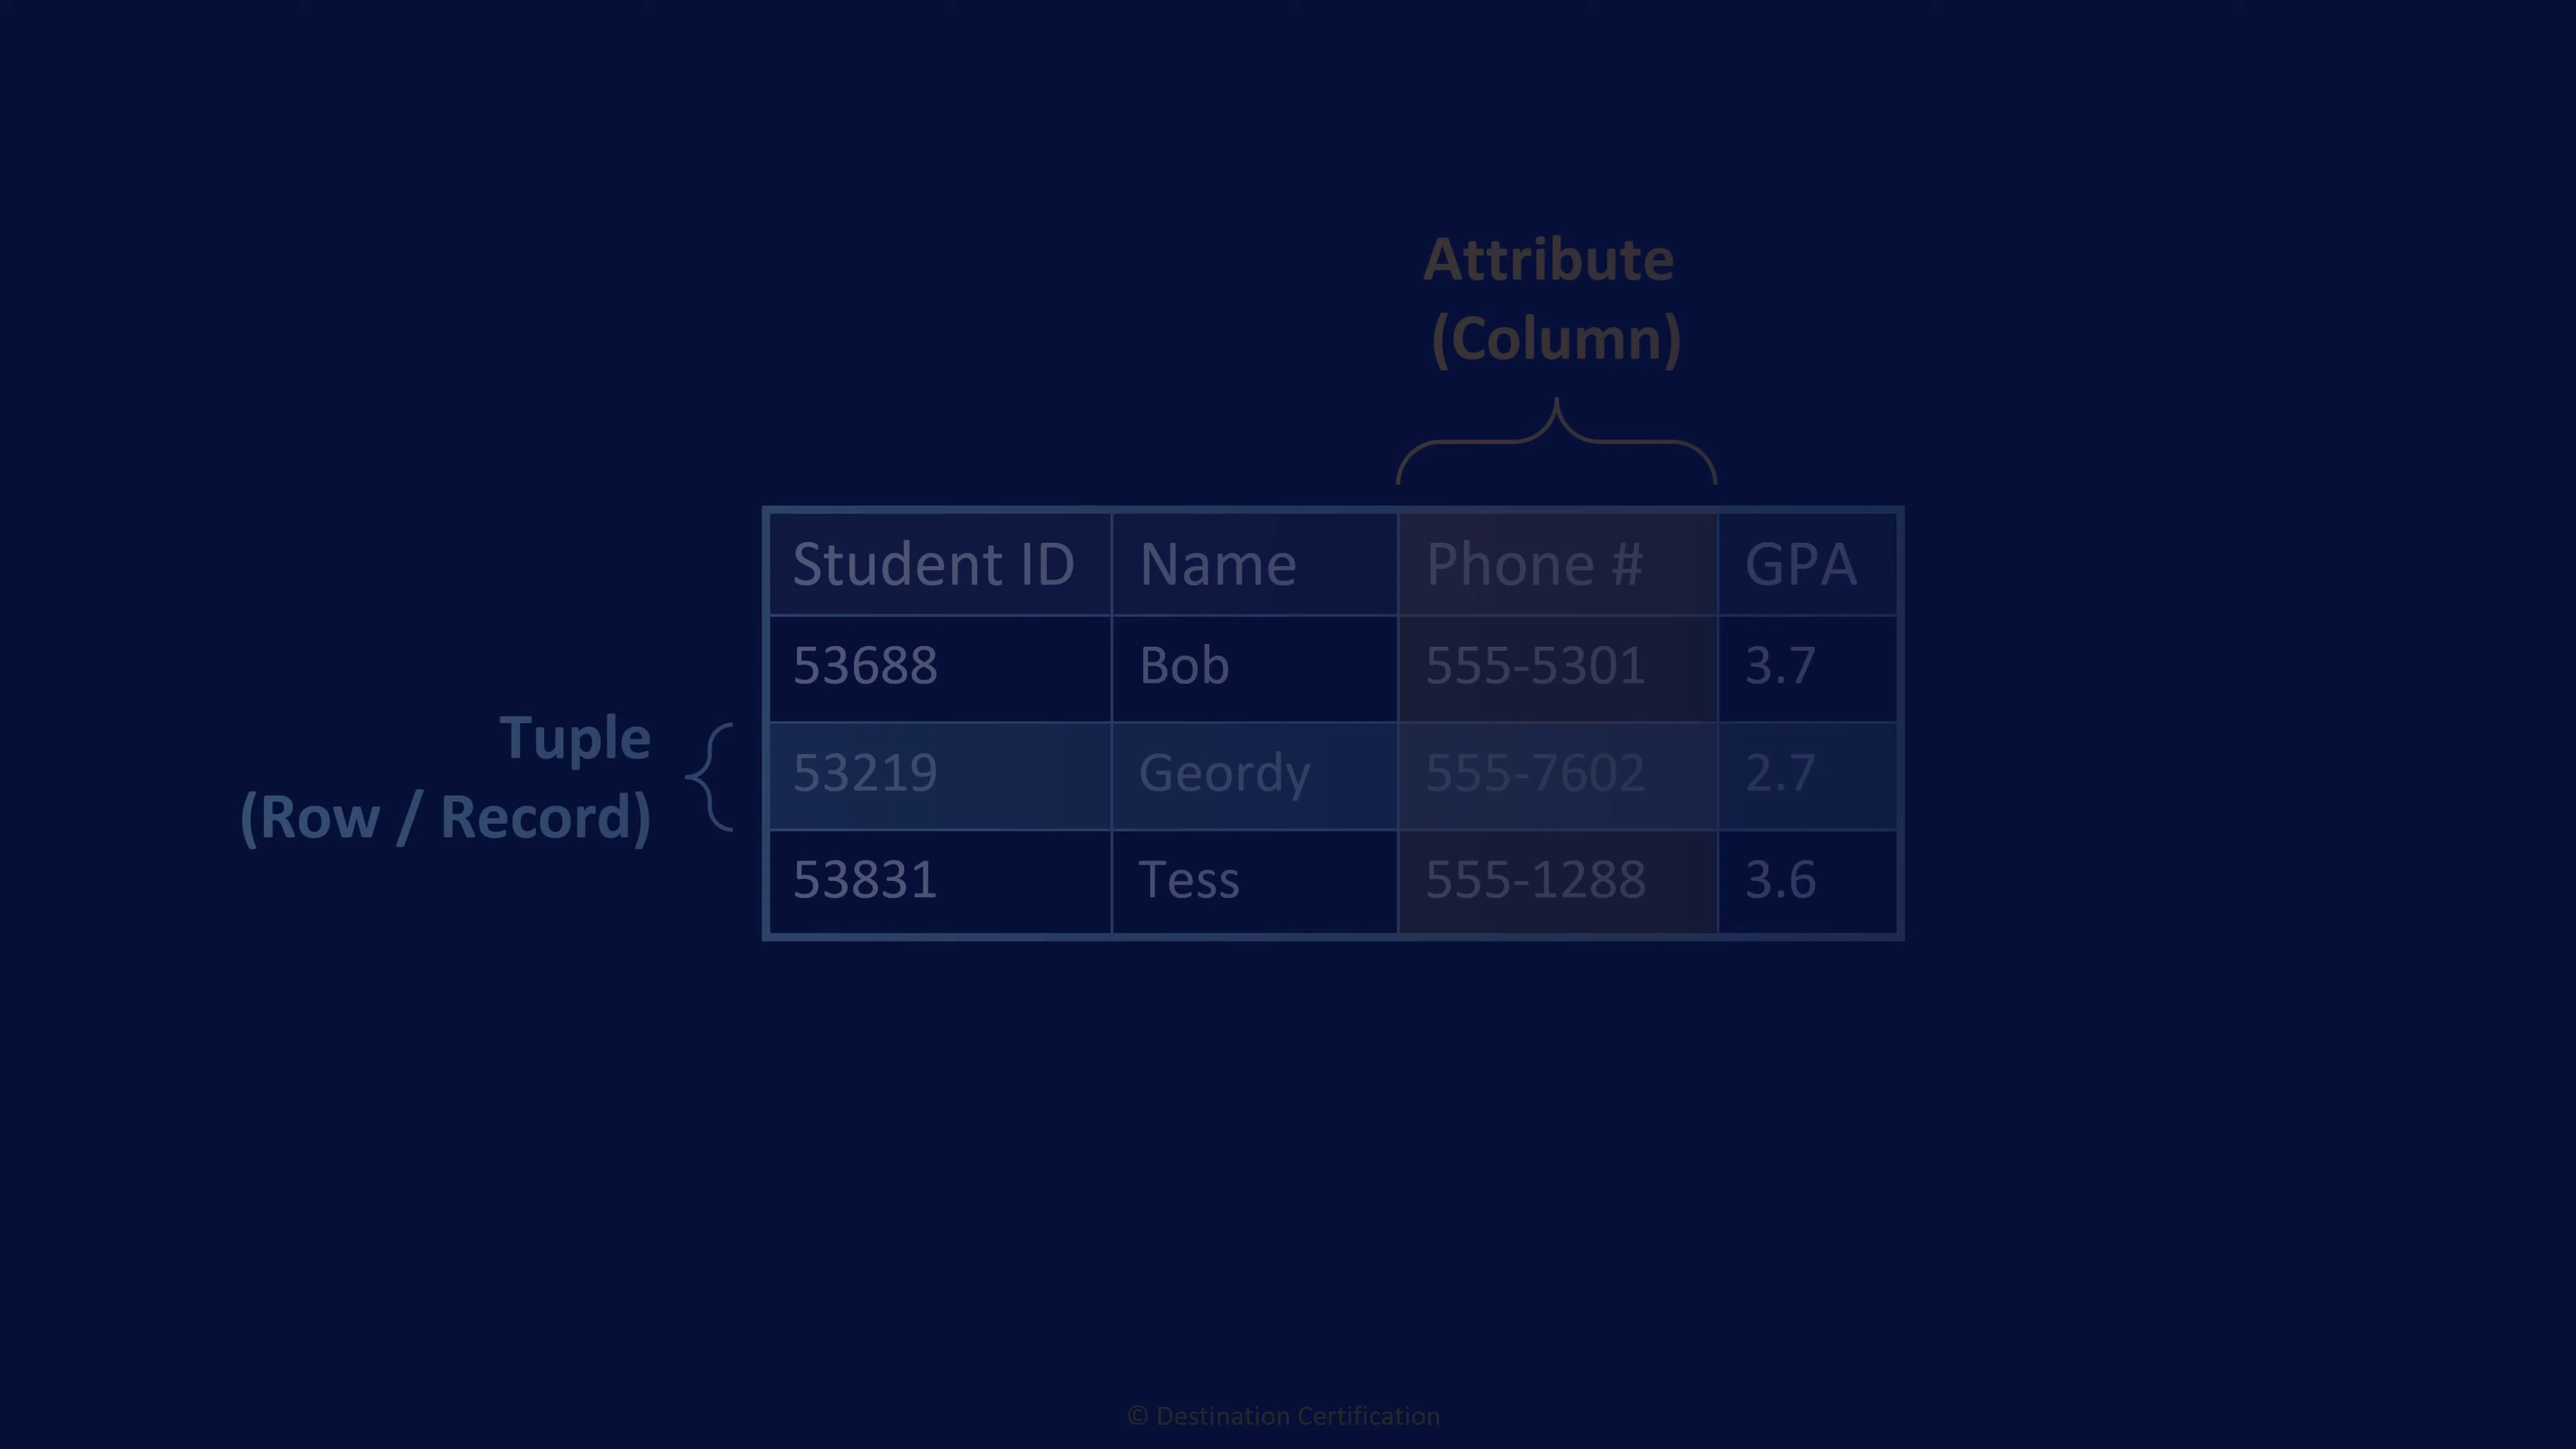 Attribute
(Column)
Student ID Name Phone # GPA
53688 Bob 555-5301 3.7
Tuple
(Row / Record)
53219 Geordy 555-7602 2.7
53831 Tess 555-1288 3.6
© Destination Certification